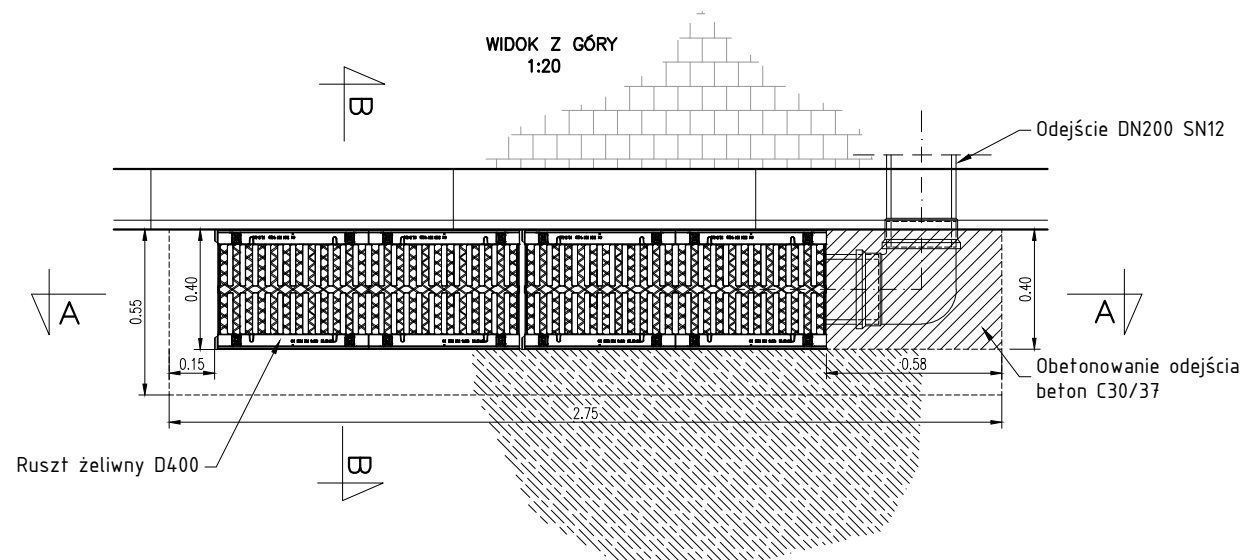 WIDOK Z GÓRY
1:20
B
Odejście DN200 SN12
A
0.55
0.40
0.40
A
0.15
0.58
Obetonowanie odejścia
beton C30/37
2.75
Ruszt żeliwny D400
B